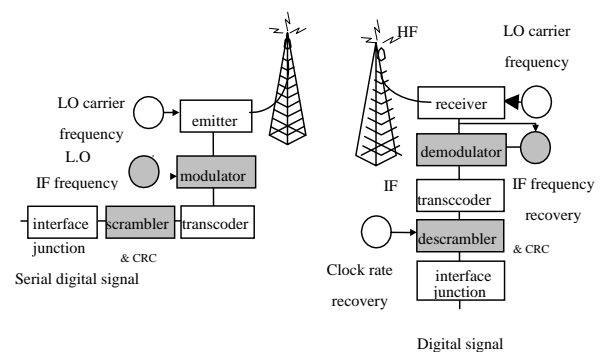 LO carrier
frequency
emitter
L.O
IF frequency
modulator
interface
junction
scrambler
transcoder
& CRC
Serial digital signal
HF
LO carrier
frequency
receiver
demodulator
IF
IF frequency
recovery
transccoder
descrambler
& CRC
Clock rate
recovery
interface
junction
Digital signal